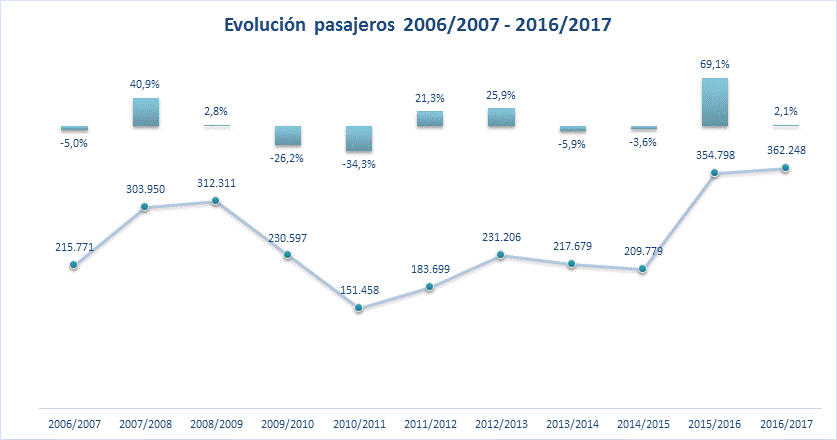 Evolución pasajeros 2006/2007 - 2016/2017
-5,0% 40,9% 2,8% -26,2% -34,3% 21,3% 25,9% -5,9% -3,6% 69,1% 2,1%
215.771 303.950 312.311 230.597 151.458 183.699 231.206 217.679 209.779 354.798 362.248
2006/2007 2007/2008 2008/2009 2009/2010 2010/2011 2011/2012 2012/2013 2013/2014 2014/2015 2015/2016 2016/2017